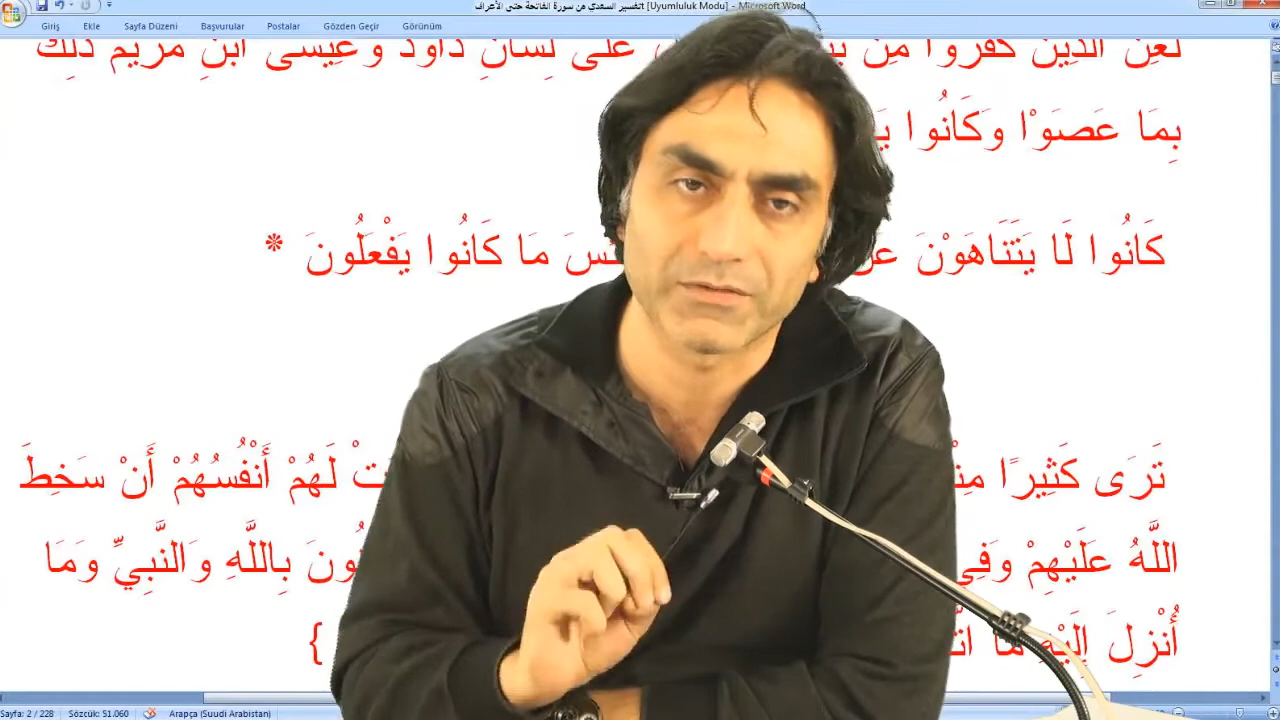 تفسير السعدي من سورة الفاتحة حتى الأعراف [Uyumluluk Modu] - Microsoft Word
Giriş Ekle Sayfa Düzeni Başvurular Postalar Gözden Geçir Görünüm
لُعِنَ الَّذِينَ كَفَرُوا مِنْ عَلَى لِسَانِ دَاوُدَ وَعِيسَى ابْنِ مَرْيَمَ ذَلِكَ
بِمَا عَصَوْا وَكَانُوا
كَانُوا لَا يَتَنَاهَوْنَ عَنْ مَا كَانُوا يَفْعَلُونَ *
تَرَى كَثِيرًا لَهُمْ أَنْفُسُهُمْ أَنْ سَخِطَ
اللَّهُ عَلَيْهِمْ وَفِي بِاللَّهِ وَالنَّبِيِّ وَمَا
أُنْزِلَ إِلَيْهِ مَا }
Sayfa: 2 / 228 Sözcük: 51.060 Arapça (Suudi Arabistan)